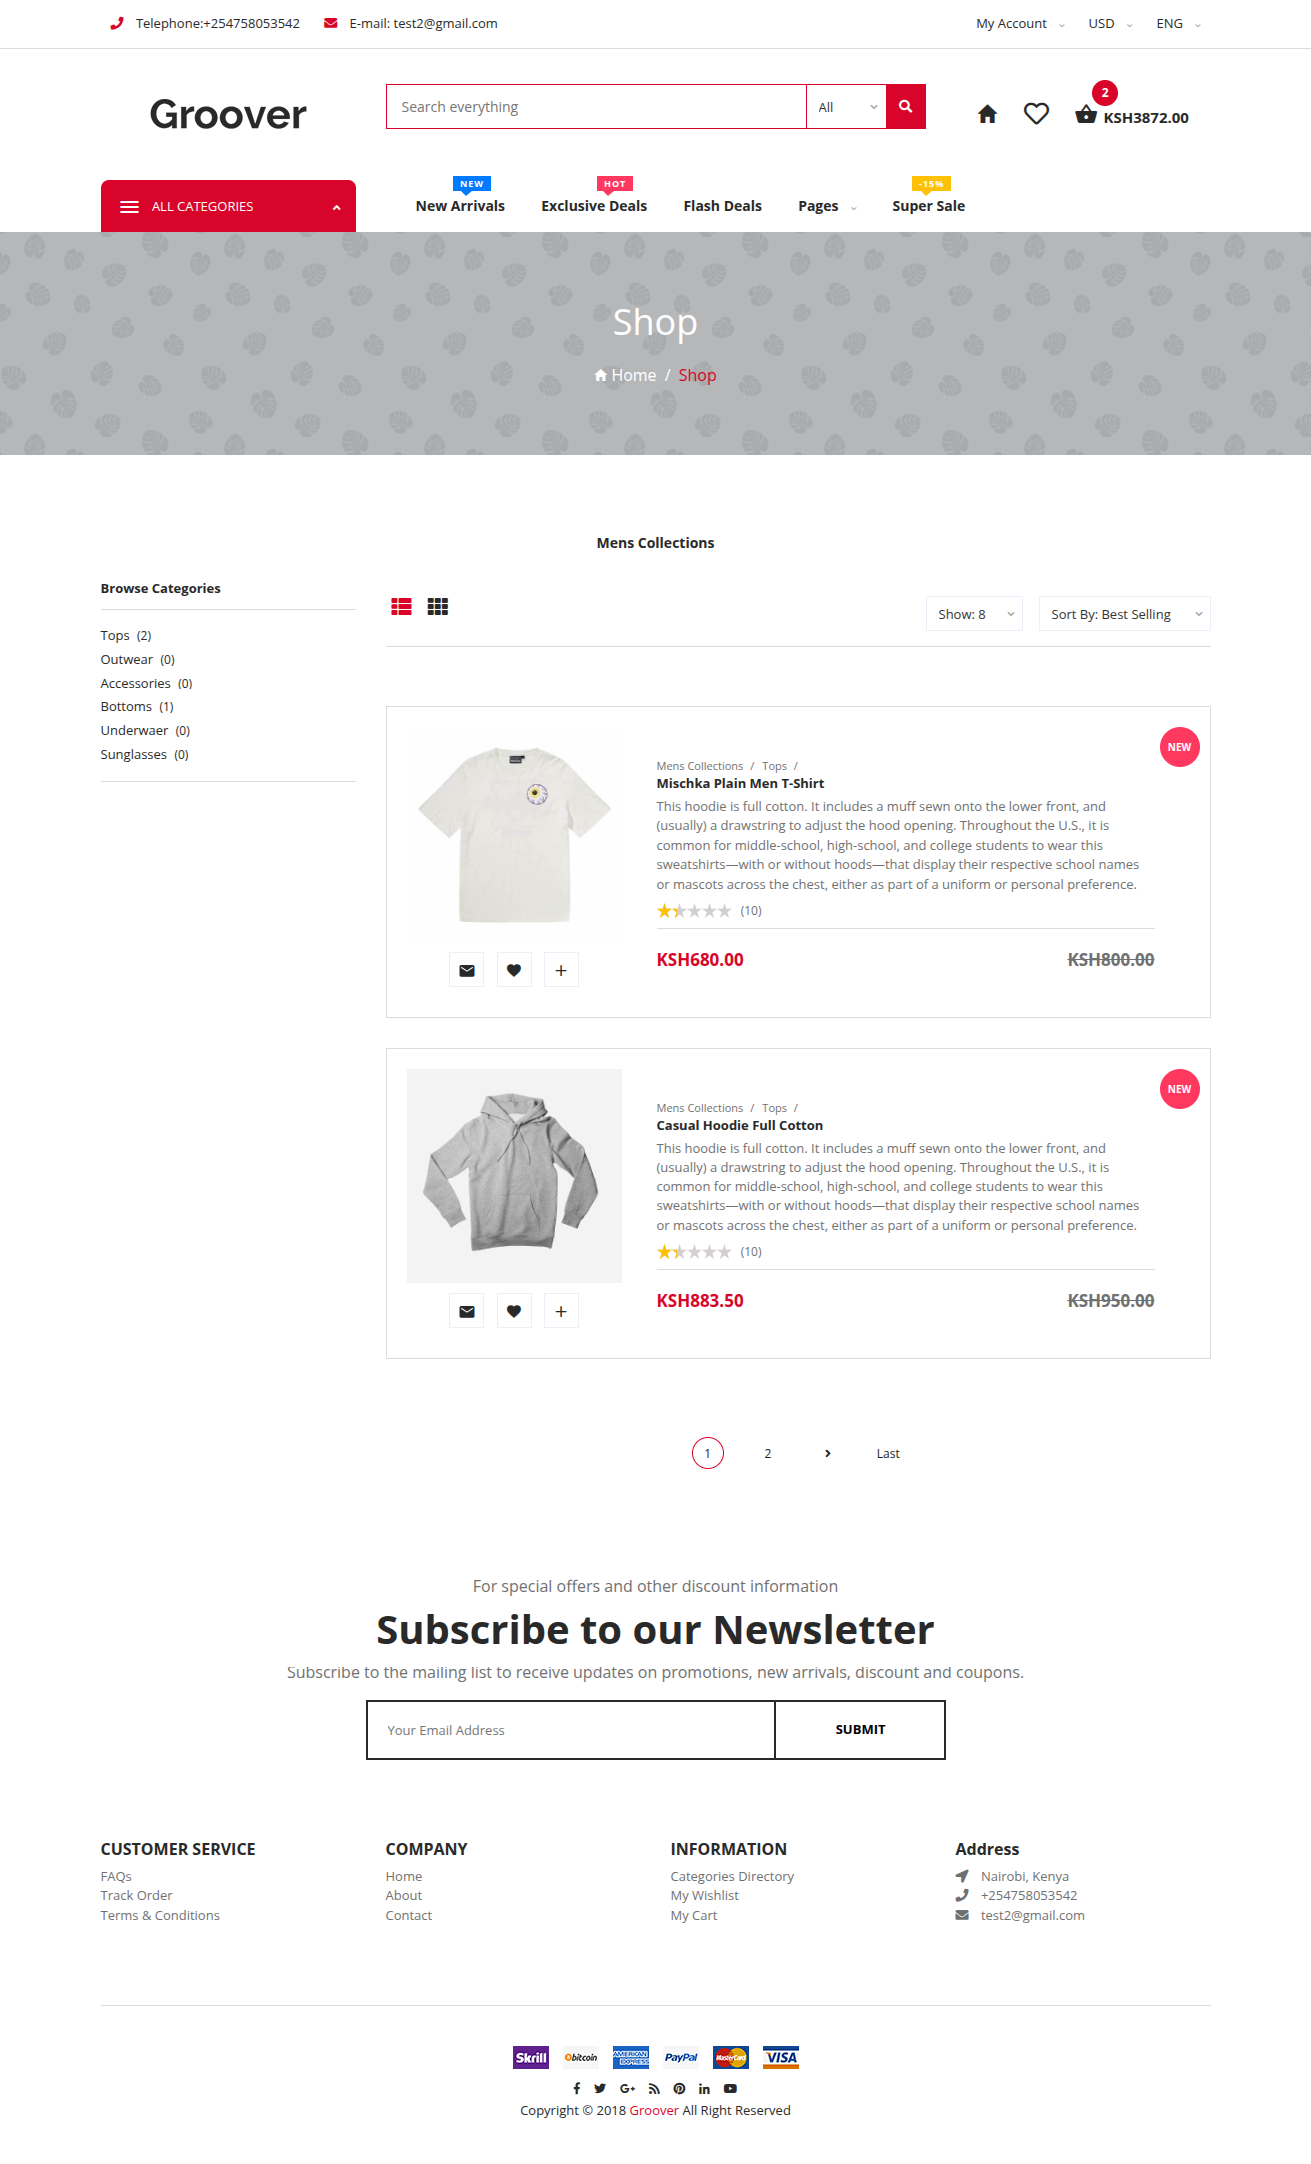 Telephone:+254758053542 E-mail: test2@gmail.com My Account USD ENG
Groover
Search everything All
2
KSH3872.00
ALL CATEGORIES
NEW HOT -15%
New Arrivals Exclusive Deals Flash Deals Pages Super Sale
Shop
Home / Shop
Mens Collections
Browse Categories
Tops (2)
Outwear (0)
Accessories (0)
Bottoms (1)
Underwaer (0)
Sunglasses (0)
Show: 8 Sort By: Best Selling
NEW
Mens Collections / Tops /
Mischka Plain Men T-Shirt
This hoodie is full cotton. It includes a muff sewn onto the lower front, and
(usually) a drawstring to adjust the hood opening. Throughout the U.S., it is
common for middle-school, high-school, and college students to wear this
sweatshirts—with or without hoods—that display their respective school names
or mascots across the chest, either as part of a uniform or personal preference.
(10)
KSH680.00 KSH800.00
NEW
Mens Collections / Tops /
Casual Hoodie Full Cotton
This hoodie is full cotton. It includes a muff sewn onto the lower front, and
(usually) a drawstring to adjust the hood opening. Throughout the U.S., it is
common for middle-school, high-school, and college students to wear this
sweatshirts—with or without hoods—that display their respective school names
or mascots across the chest, either as part of a uniform or personal preference.
(10)
KSH883.50 KSH950.00
1 2 Last
For special offers and other discount information
Subscribe to our Newsletter
Subscribe to the mailing list to receive updates on promotions, new arrivals, discount and coupons.
Your Email Address SUBMIT
CUSTOMER SERVICE
FAQs
Track Order
Terms & Conditions
COMPANY
Home
About
Contact
INFORMATION
Categories Directory
My Wishlist
My Cart
Address
Nairobi, Kenya
+254758053542
test2@gmail.com
Skrill bitcoin AMERICAN EXPRESS PayPal MasterCard VISA
Copyright © 2018 Groover All Right Reserved